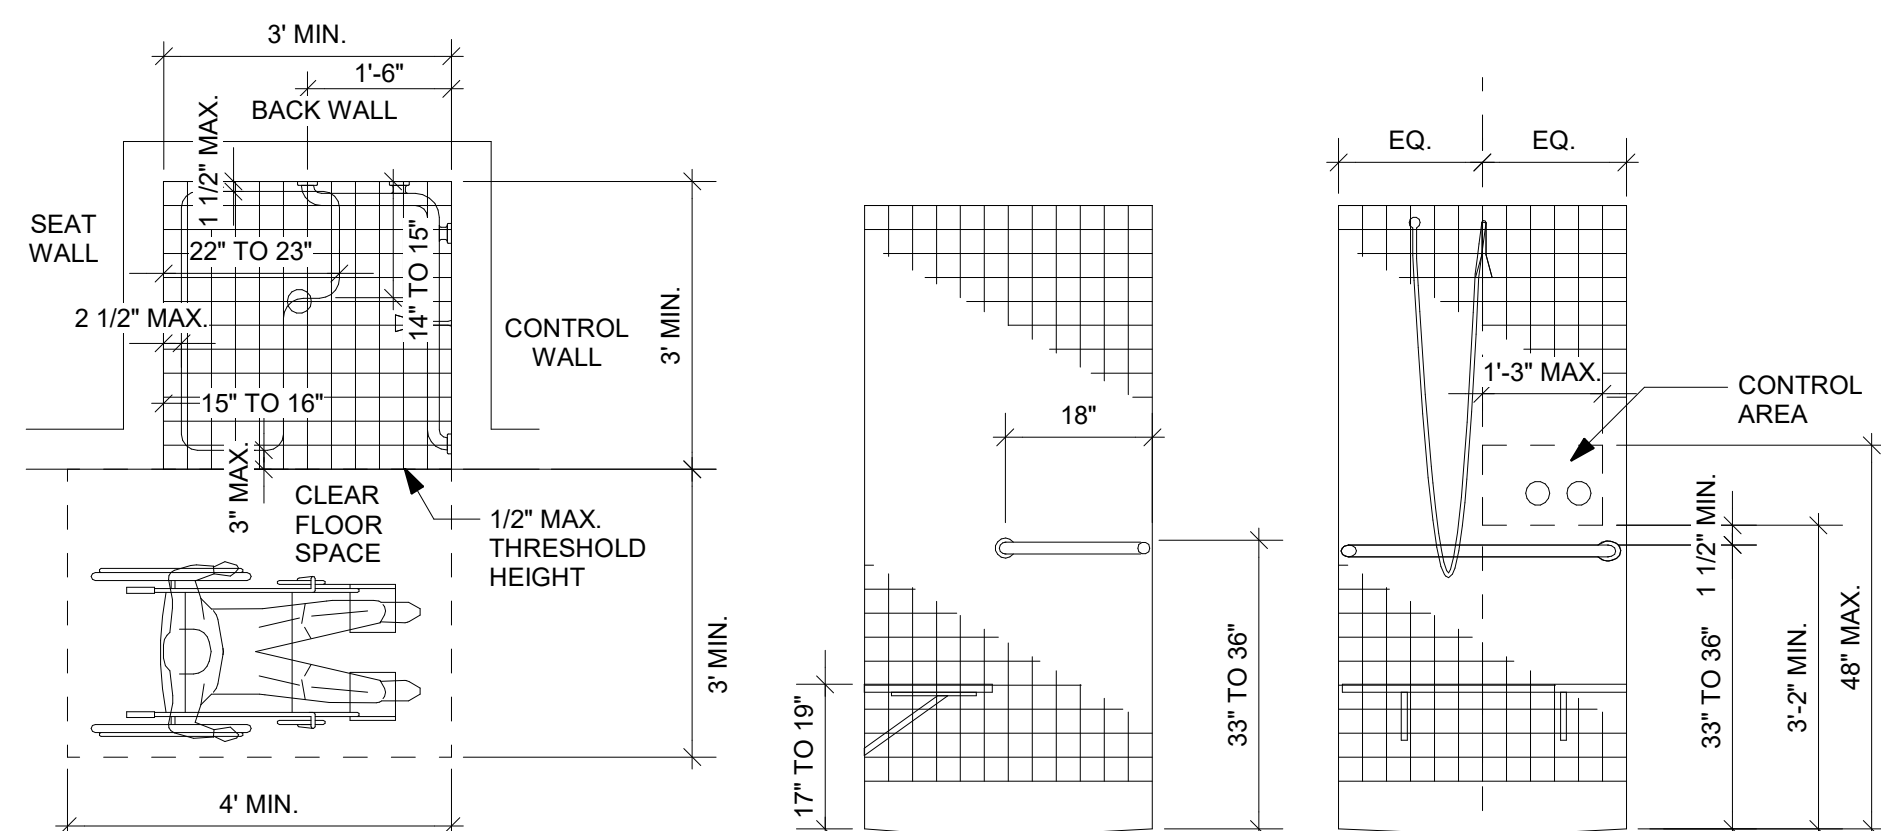 3' MIN.
1'-6"
BACK WALL
1 1/2" MAX.
SEAT
WALL
22" TO 23"
14" TO 15"
2 1/2" MAX.
CONTROL
WALL
3' MIN.
15" TO 16"
3" MAX.
CLEAR
FLOOR
SPACE
1/2" MAX.
THRESHOLD
HEIGHT
3' MIN.
4' MIN.
18"
17" TO 19"
33" TO 36"
EQ.
EQ.
1'-3" MAX.
CONTROL
AREA
1 1/2" MIN.
33" TO 36"
3'-2" MIN.
48" MAX.